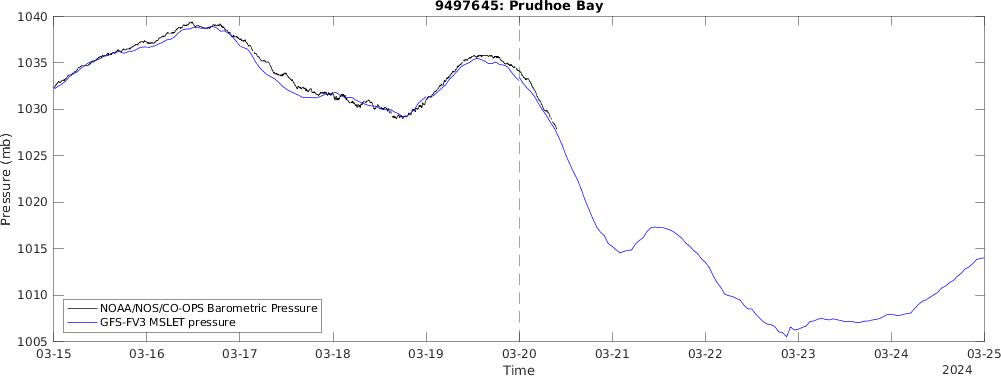 9497645: Prudhoe Bay
1040
1035
1030
1025
1020
1015
1010
1005
Pressure (mb)
NOAA/NOS/CO-OPS Barometric Pressure
GFS-FV3 MSLET pressure
03-15 03-16 03-17 03-18 03-19 03-20 03-21 03-22 03-23 03-24 03-25
Time
2024